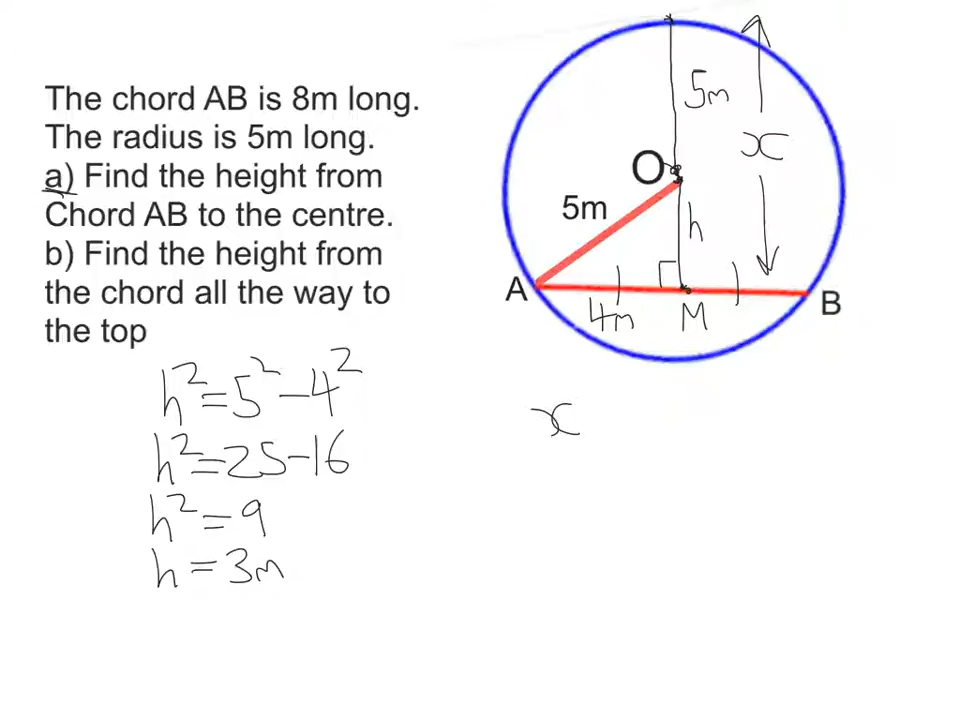 The chord AB is 8m long.
The radius is 5m long.
a) Find the height from
Chord AB to the centre.
b) Find the height from
the chord all the way to
the top
h² = 5² - 4²
h² = 25 - 16
h² = 9
h = 3m
5m
x
O
5m
h
A
4m
M
B
x